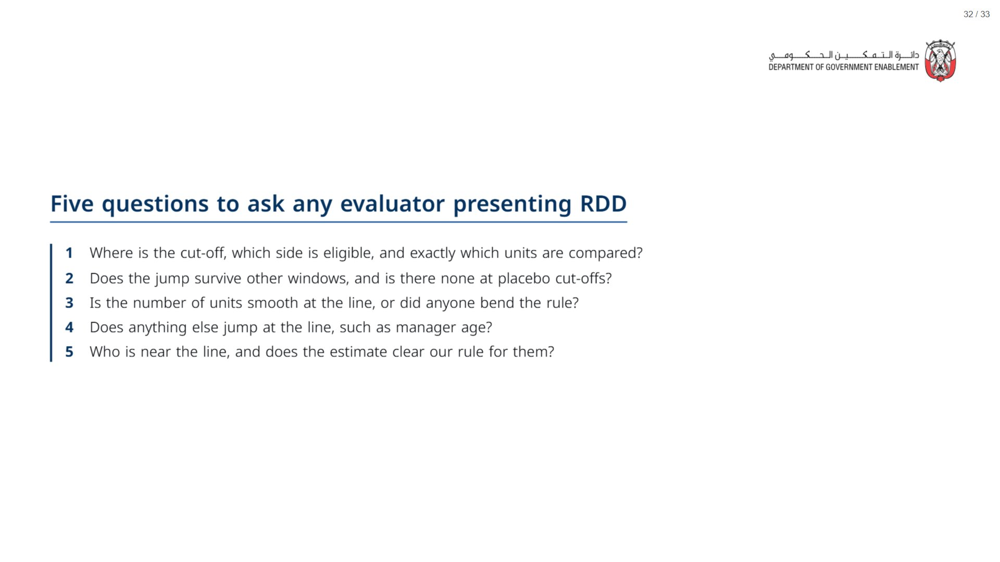 32 / 33
دائرة التمكين الحكومي
DEPARTMENT OF GOVERNMENT ENABLEMENT
Five questions to ask any evaluator presenting RDD
1 Where is the cut-off, which side is eligible, and exactly which units are compared?
2 Does the jump survive other windows, and is there none at placebo cut-offs?
3 Is the number of units smooth at the line, or did anyone bend the rule?
4 Does anything else jump at the line, such as manager age?
5 Who is near the line, and does the estimate clear our rule for them?